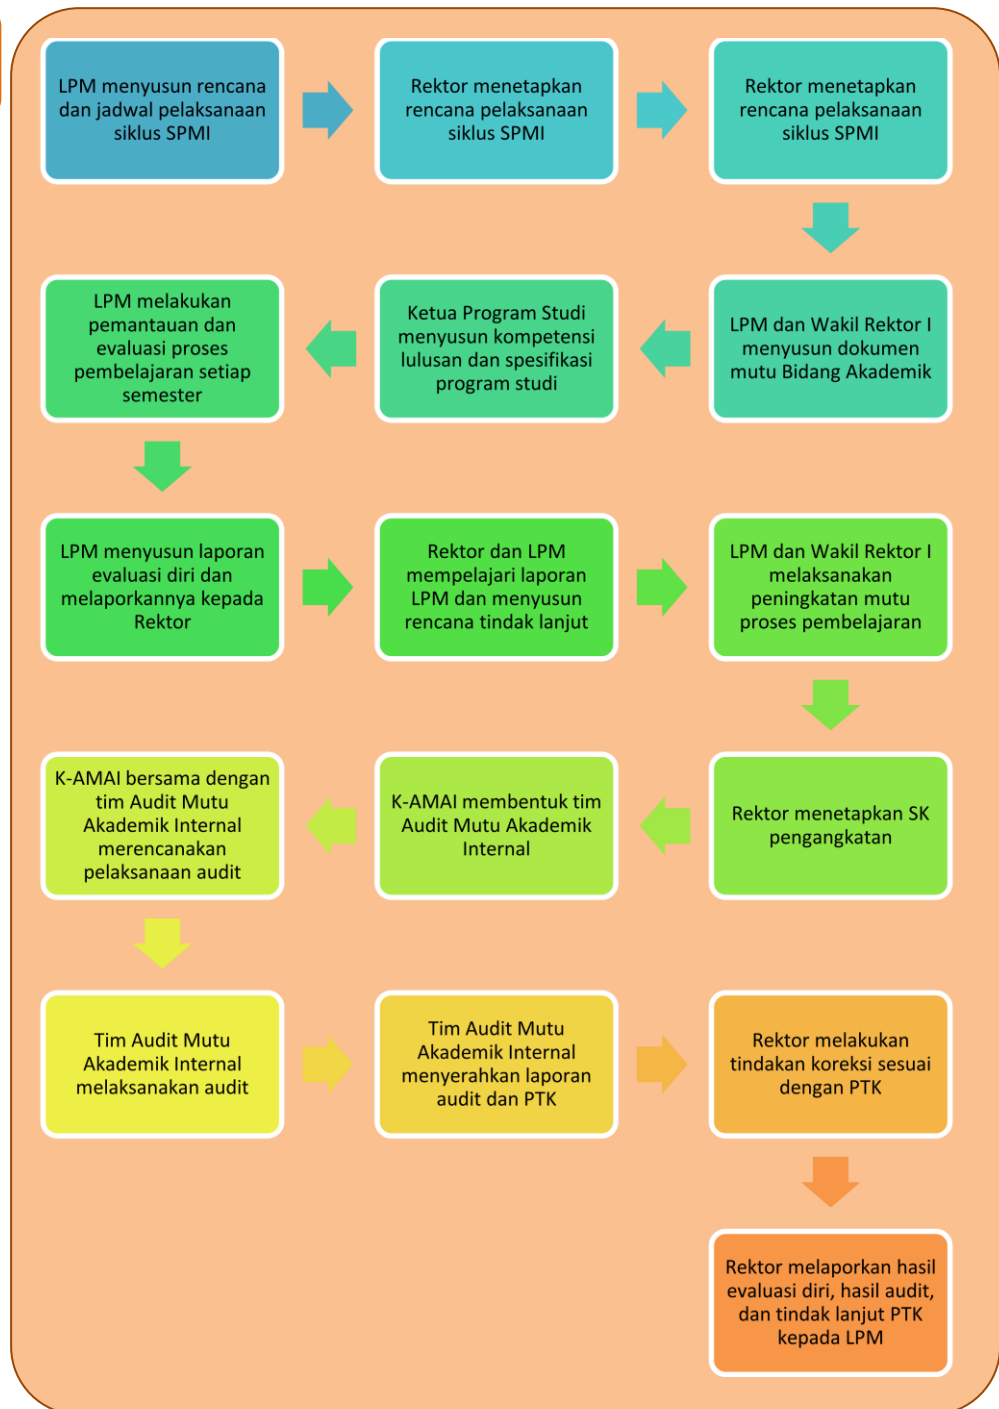 LPM menyusun rencana
dan jadwal pelaksanaan
siklus SPMI
Rektor menetapkan
rencana pelaksanaan
siklus SPMI
Rektor menetapkan
rencana pelaksanaan
siklus SPMI
LPM dan Wakil Rektor I
menyusun dokumen
mutu Bidang Akademik
Ketua Program Studi
menyusun kompetensi
lulusan dan spesifikasi
program studi
LPM melakukan
pemantauan dan
evaluasi proses
pembelajaran setiap
semester
LPM menyusun laporan
evaluasi diri dan
melaporkannya kepada
Rektor
Rektor dan LPM
mempelajari laporan
LPM dan menyusun
rencana tindak lanjut
LPM dan Wakil Rektor I
melaksanakan
peningkatan mutu
proses pembelajaran
Rektor menetapkan SK
pengangkatan
K-AMAI membentuk tim
Audit Mutu Akademik
Internal
K-AMAI bersama dengan
tim Audit Mutu
Akademik Internal
merencanakan
pelaksanaan audit
Tim Audit Mutu
Akademik Internal
melaksanakan audit
Tim Audit Mutu
Akademik Internal
menyerahkan laporan
audit dan PTK
Rektor melakukan
tindakan koreksi sesuai
dengan PTK
Rektor melaporkan hasil
evaluasi diri, hasil audit,
dan tindak lanjut PTK
kepada LPM